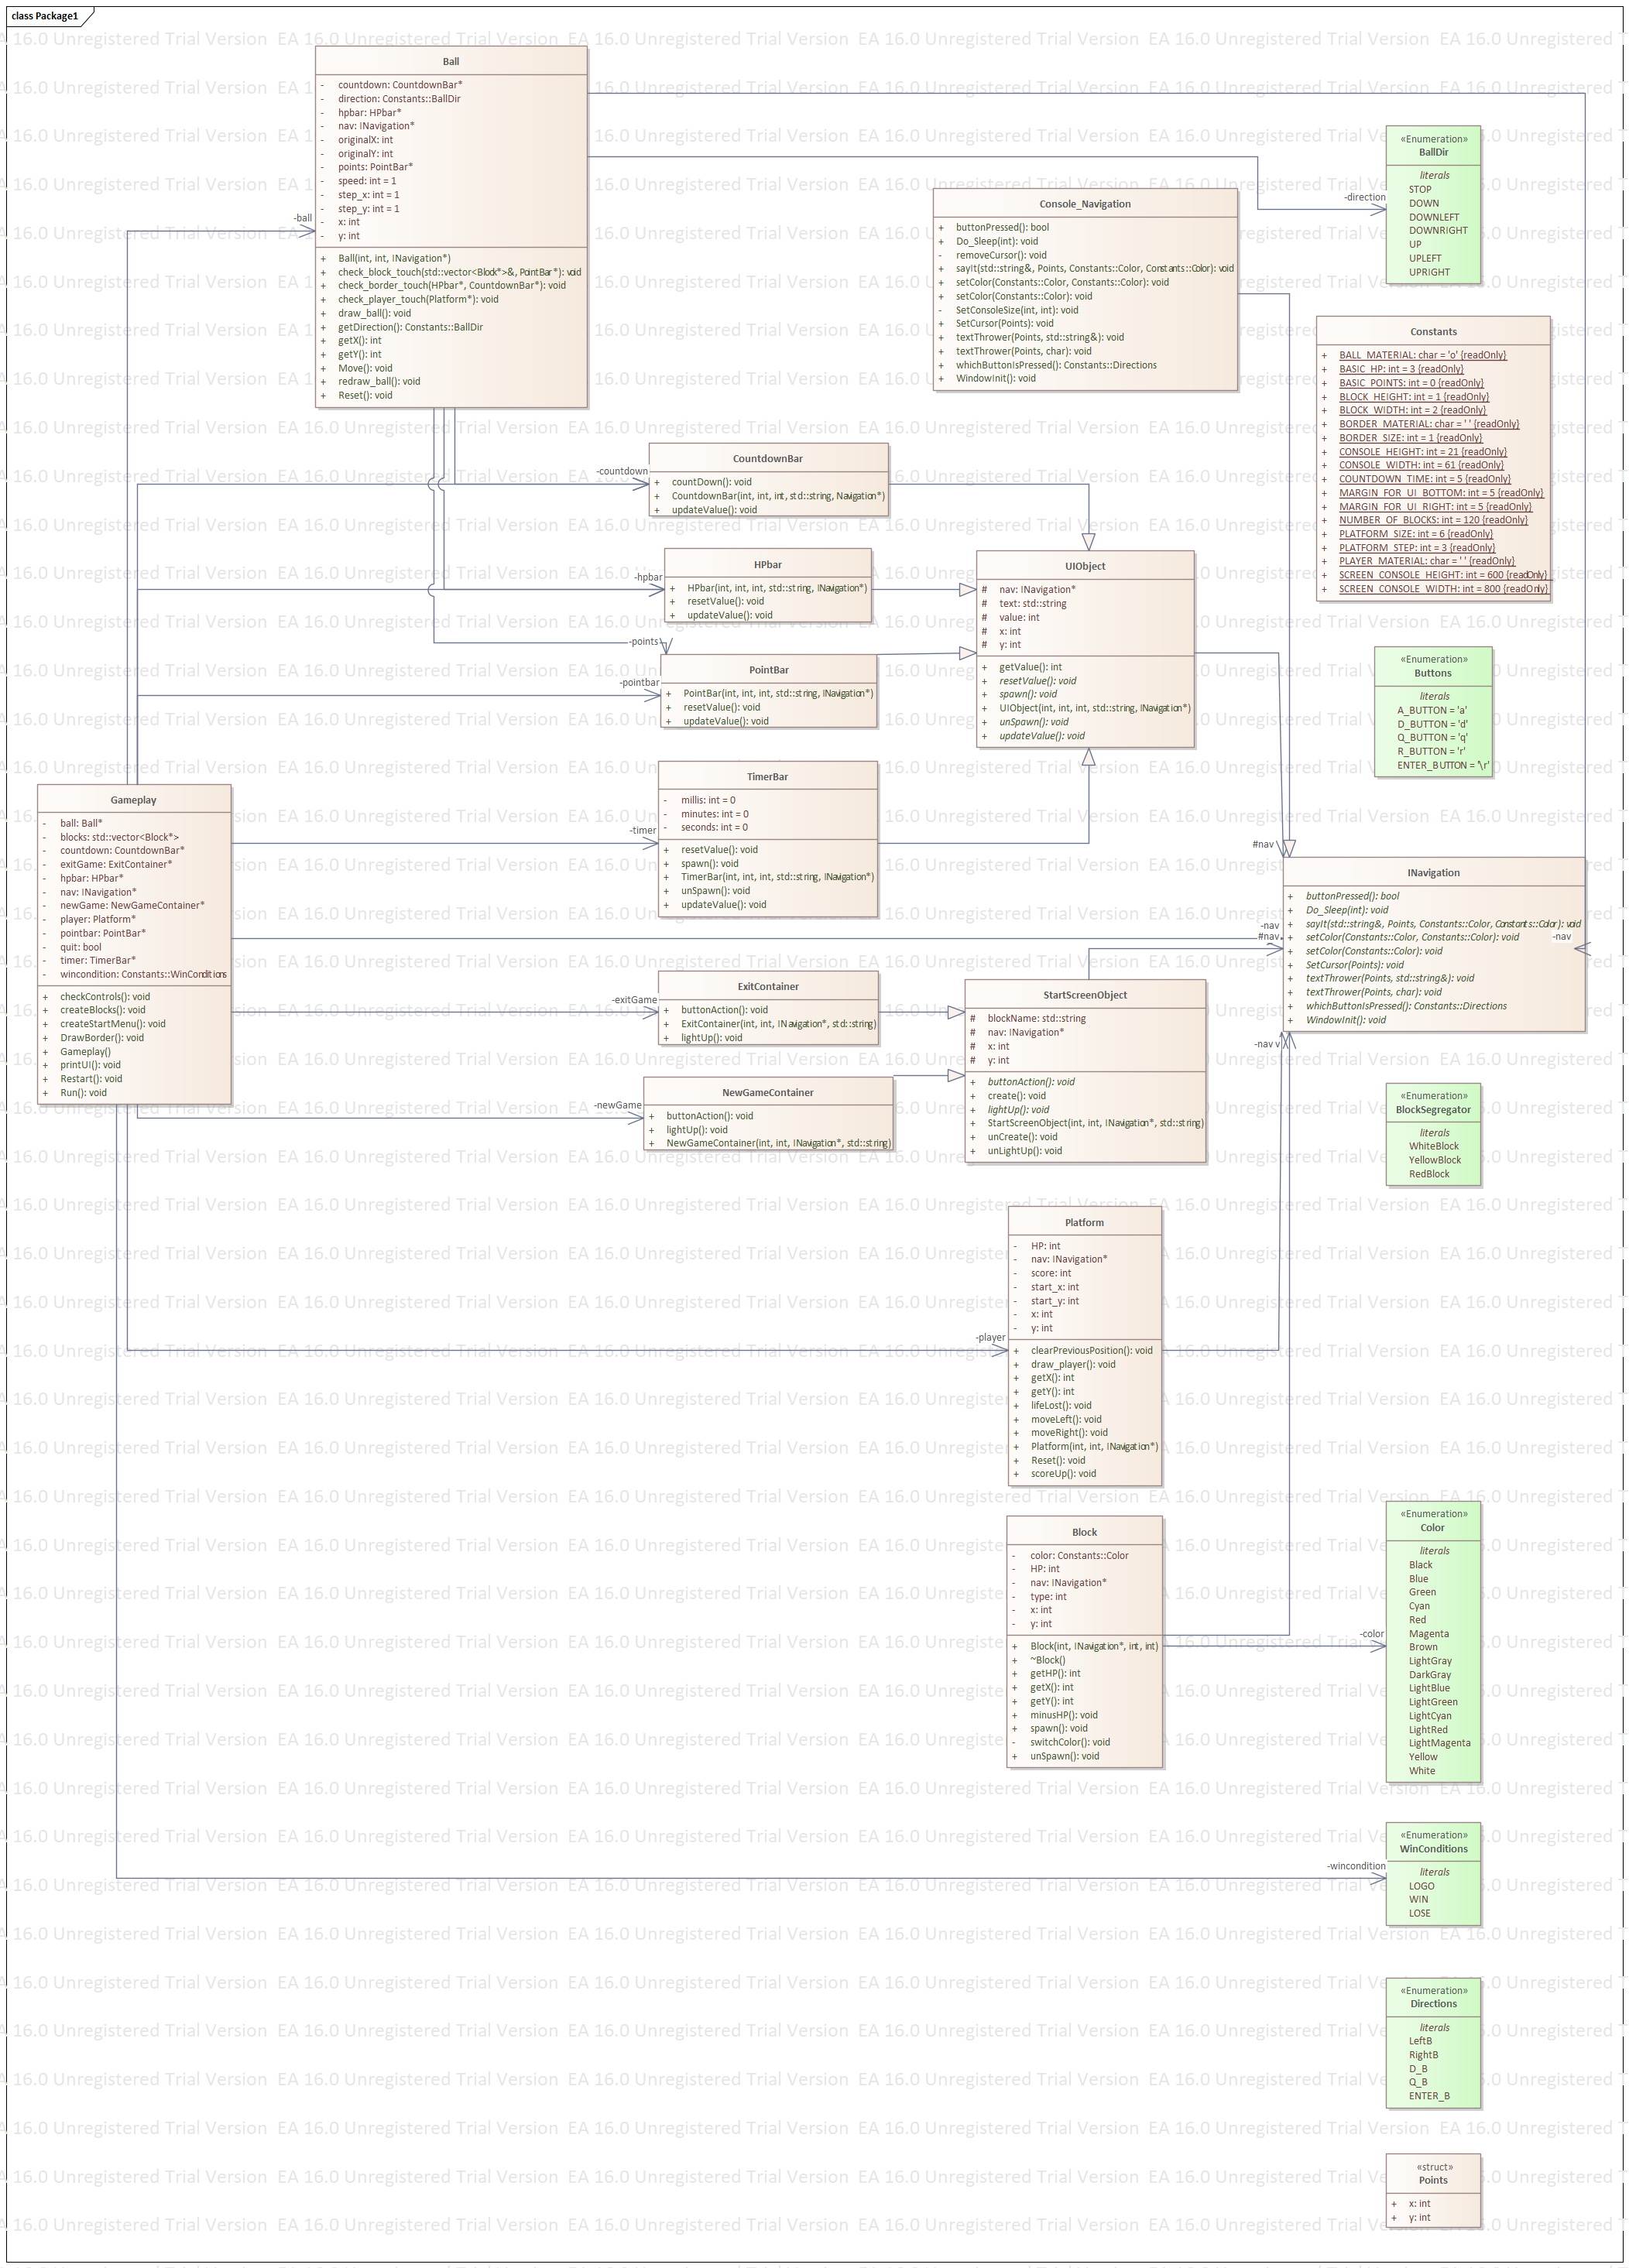 class Package1
EA 16.0 Unregistered Trial Version
Ball
- countdown: CountdownBar*
- direction: Constants::BallDir
- hpbar: HPbar*
- nav: INavigation*
- originalX: int
- originalY: int
- points: PointBar*
- speed: int = 1
- step_x: int = 1
- step_y: int = 1
- x: int
- y: int
+ Ball(int, int, INavigation*)
+ check_block_touch(std::vector<Block*>&, PointBar*): void
+ check_border_touch(HPbar*, CountdownBar*): void
+ check_player_touch(Platform*): void
+ draw_ball(): void
+ getDirection(): Constants::BallDir
+ getX(): int
+ getY(): int
+ Move(): void
+ redraw_ball(): void
+ Reset(): void
-ball
«Enumeration»
BallDir
literals
STOP
DOWN
DOWNLEFT
DOWNRIGHT
UP
UPLEFT
UPRIGHT
-direction
Console_Navigation
+ buttonPressed(): bool
+ Do_Sleep(int): void
- removeCursor(): void
+ sayIt(std::string&, Points, Constants::Color, Constants::Color): void
+ setColor(Constants::Color, Constants::Color): void
+ setColor(Constants::Color): void
- SetConsoleSize(int, int): void
+ SetCursor(Points): void
+ textThrower(Points, std::string&): void
+ textThrower(Points, char): void
+ whichButtonIsPressed(): Constants::Directions
+ WindowInit(): void
Constants
+ BALL_MATERIAL: char = 'o' {readOnly}
+ BASIC_HP: int = 3 {readOnly}
+ BASIC_POINTS: int = 0 {readOnly}
+ BLOCK_HEIGHT: int = 1 {readOnly}
+ BLOCK_WIDTH: int = 2 {readOnly}
+ BORDER_MATERIAL: char = ' ' {readOnly}
+ BORDER_SIZE: int = 1 {readOnly}
+ CONSOLE_HEIGHT: int = 21 {readOnly}
+ CONSOLE_WIDTH: int = 61 {readOnly}
+ COUNTDOWN_TIME: int = 5 {readOnly}
+ MARGIN_FOR_UI_BOTTOM: int = 5 {readOnly}
+ MARGIN_FOR_UI_RIGHT: int = 5 {readOnly}
+ NUMBER_OF_BLOCKS: int = 120 {readOnly}
+ PLATFORM_SIZE: int = 6 {readOnly}
+ PLATFORM_STEP: int = 3 {readOnly}
+ PLAYER_MATERIAL: char = ' ' {readOnly}
+ SCREEN_CONSOLE_HEIGHT: int = 600 {readOnly}
+ SCREEN_CONSOLE_WIDTH: int = 800 {readOnly}
-countdown
CountdownBar
+ countDown(): void
+ CountdownBar(int, int, int, std::string, Navigation*)
+ updateValue(): void
-hpbar
HPbar
+ HPbar(int, int, int, std::string, INavigation*)
+ resetValue(): void
+ updateValue(): void
-points
-pointbar
PointBar
+ PointBar(int, int, int, std::string, INavigation*)
+ resetValue(): void
+ updateValue(): void
UIObject
# nav: INavigation*
# text: std::string
# value: int
# x: int
# y: int
+ getValue(): int
+ resetValue(): void
+ spawn(): void
+ UIObject(int, int, int, std::string, INavigation*)
+ unSpawn(): void
+ updateValue(): void
«Enumeration»
Buttons
literals
A_BUTTON = 'a'
D_BUTTON = 'd'
Q_BUTTON = 'q'
R_BUTTON = 'r'
ENTER_BUTTON = '\r'
-timer
TimerBar
- millis: int = 0
- minutes: int = 0
- seconds: int = 0
+ resetValue(): void
+ spawn(): void
+ TimerBar(int, int, int, std::string, INavigation*)
+ unSpawn(): void
+ updateValue(): void
Gameplay
- ball: Ball*
- blocks: std::vector<Block*>
- countdown: CountdownBar*
- exitGame: ExitContainer*
- hpbar: HPbar*
- nav: INavigation*
- newGame: NewGameContainer*
- player: Platform*
- pointbar: PointBar*
- quit: bool
- timer: TimerBar*
- wincondition: Constants::WinConditions
+ checkControls(): void
+ createBlocks(): void
+ createStartMenu(): void
+ DrawBorder(): void
+ Gameplay()
+ printUI(): void
+ Restart(): void
+ Run(): void
#nav
INavigation
+ buttonPressed(): bool
+ Do_Sleep(int): void
+ sayIt(std::string&, Points, Constants::Color, Constants::Color): void
+ setColor(Constants::Color, Constants::Color): void
+ setColor(Constants::Color): void
+ SetCursor(Points): void
+ textThrower(Points, std::string&): void
+ textThrower(Points, char): void
+ whichButtonIsPressed(): Constants::Directions
+ WindowInit(): void
-nav
#nav
-nav
-nav
-exitGame
ExitContainer
+ buttonAction(): void
+ ExitContainer(int, int, INavigation*, std::string)
+ lightUp(): void
-newGame
NewGameContainer
+ buttonAction(): void
+ lightUp(): void
+ NewGameContainer(int, int, INavigation*, std::string)
StartScreenObject
# blockName: std::string
# nav: INavigation*
# x: int
# y: int
+ buttonAction(): void
+ create(): void
+ lightUp(): void
+ StartScreenObject(int, int, INavigation*, std::string)
+ unCreate(): void
+ unLightUp(): void
«Enumeration»
BlockSegregator
literals
WhiteBlock
YellowBlock
RedBlock
-player
Platform
- HP: int
- nav: INavigation*
- score: int
- start_x: int
- start_y: int
- x: int
- y: int
+ clearPreviousPosition(): void
+ draw_player(): void
+ getX(): int
+ getY(): int
+ lifeLost(): void
+ moveLeft(): void
+ moveRight(): void
+ Platform(int, int, INavigation*)
+ Reset(): void
+ scoreUp(): void
Block
- color: Constants::Color
- HP: int
- nav: INavigation*
- type: int
- x: int
- y: int
+ Block(int, INavigation*, int, int)
+ ~Block()
+ getHP(): int
+ getX(): int
+ getY(): int
+ minusHP(): void
+ spawn(): void
- switchColor(): void
+ unSpawn(): void
-color
«Enumeration»
Color
literals
Black
Blue
Green
Cyan
Red
Magenta
Brown
LightGray
DarkGray
LightBlue
LightGreen
LightCyan
LightRed
LightMagenta
Yellow
White
-wincondition
«Enumeration»
WinConditions
literals
LOGO
WIN
LOSE
«Enumeration»
Directions
literals
LeftB
RightB
D_B
Q_B
ENTER_B
«struct»
Points
+ x: int
+ y: int